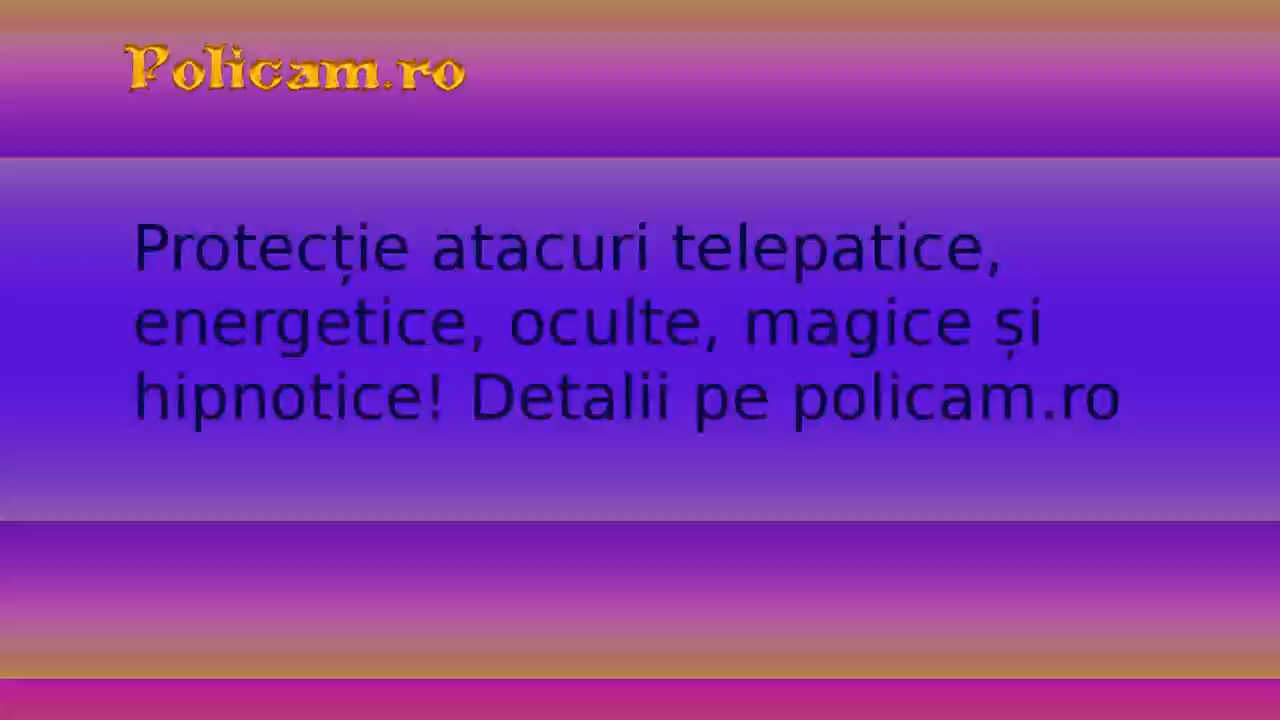 Policam.ro
Protecție atacuri telepatice,
energetice, oculte, magice și
hipnotice! Detalii pe policam.ro